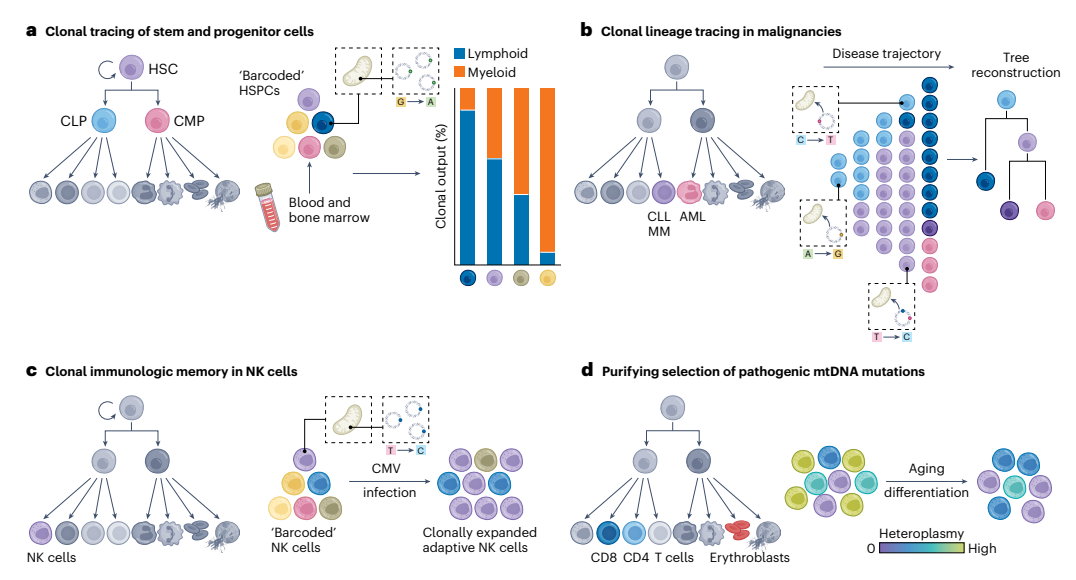 a Clonal tracing of stem and progenitor cells
HSC
CLP
CMP
'Barcoded'
HSPCs
G A
Blood and
bone marrow
Lymphoid
Myeloid
Clonal output (%)
b Clonal lineage tracing in malignancies
CLL
MM
AML
Disease trajectory
C T
A G
T C
Tree
reconstruction
c Clonal immunologic memory in NK cells
NK cells
T C
'Barcoded'
NK cells
CMV
infection
Clonally expanded
adaptive NK cells
d Purifying selection of pathogenic mtDNA mutations
CD8 CD4 T cells Erythroblasts
Aging
differentiation
Heteroplasmy
0 High